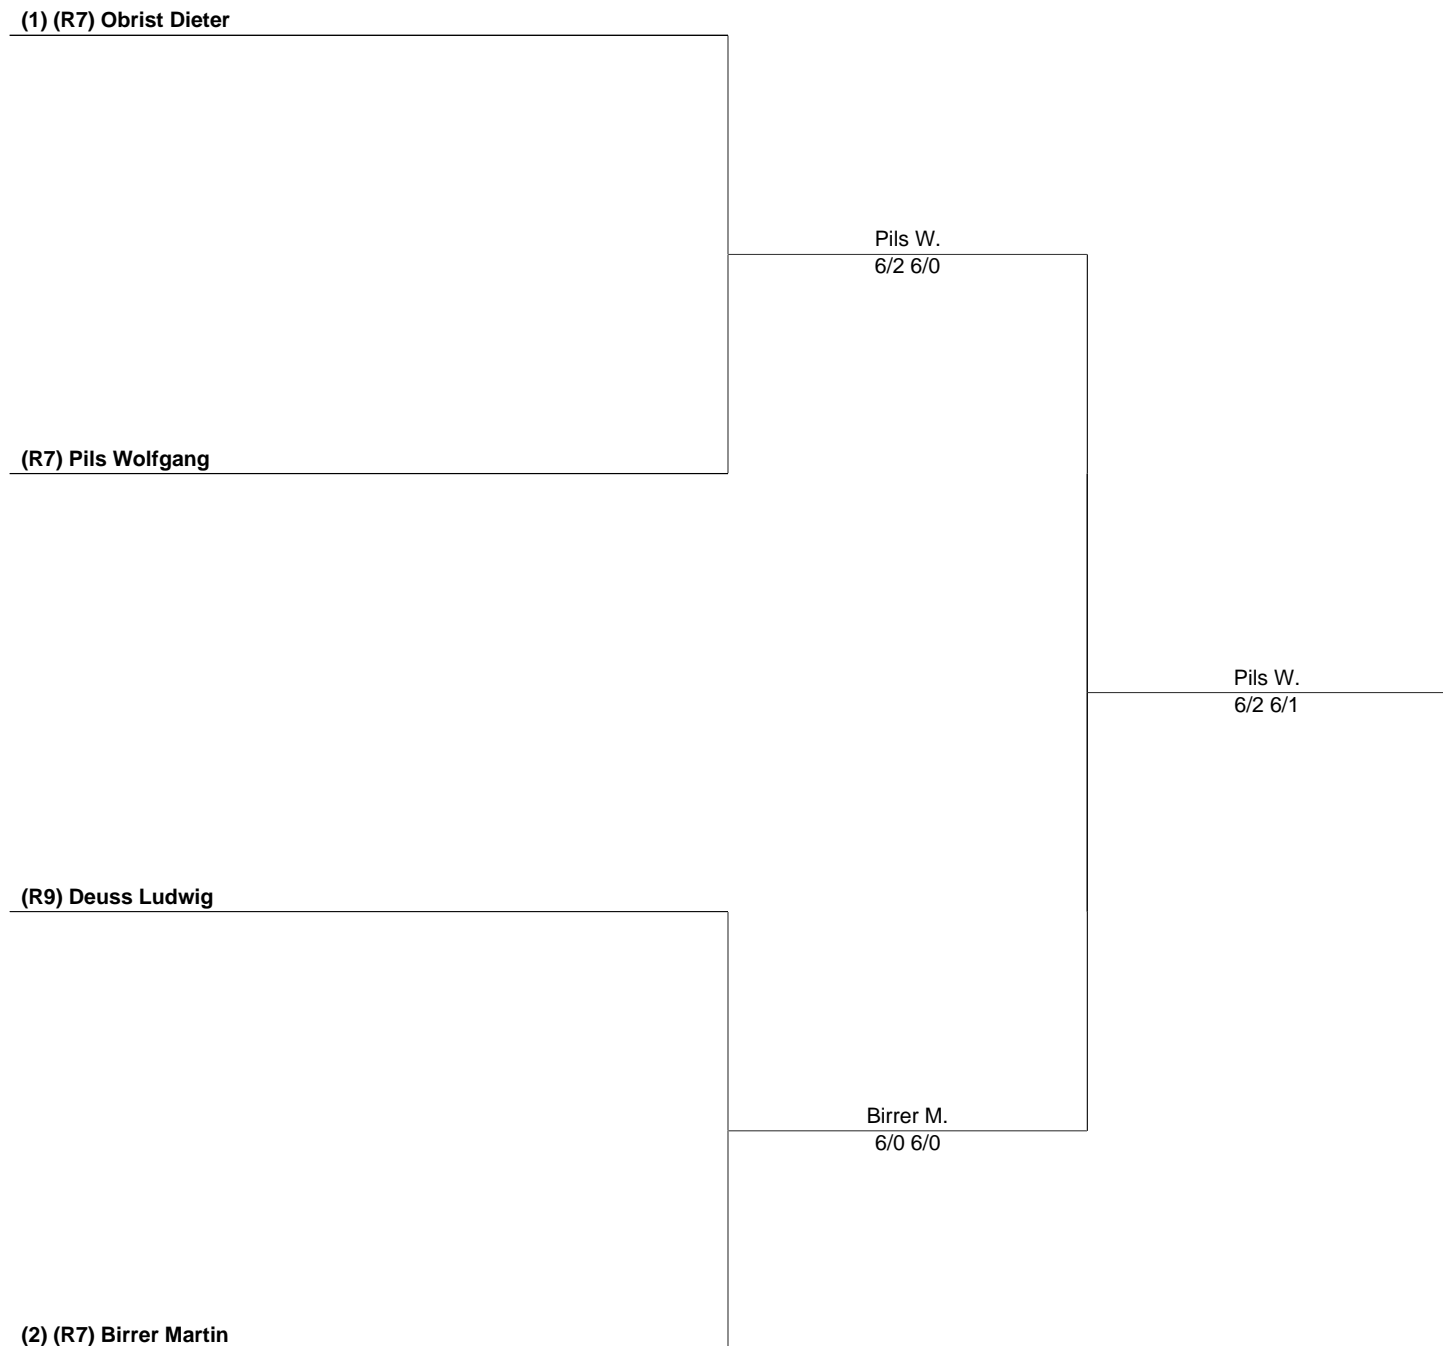 (1) (R7) Obrist Dieter
Pils W.
6/2 6/0
(R7) Pils Wolfgang
Pils W.
6/2 6/1
(R9) Deuss Ludwig
Birrer M.
6/0 6/0
(2) (R7) Birrer Martin